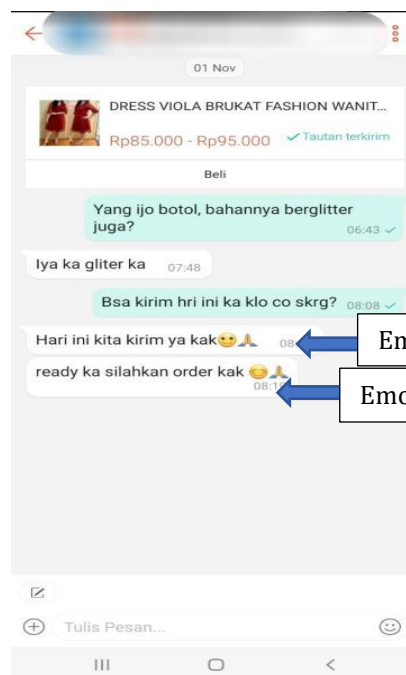 01 Nov
DRESS VIOLA BRUKAT FASHION WANIT...
Rp85.000 - Rp95.000 Tautan terkirim
Beli
Yang ijo botol, bahannya berglitter
juga?
06:43
Iya ka gliter ka 07:48
Bsa kirim hri ini ka klo co skrg? 08:08
Hari ini kita kirim ya kak🙂🙏
ready ka silahkan order kak 😊🙏
Tulis Pesan...